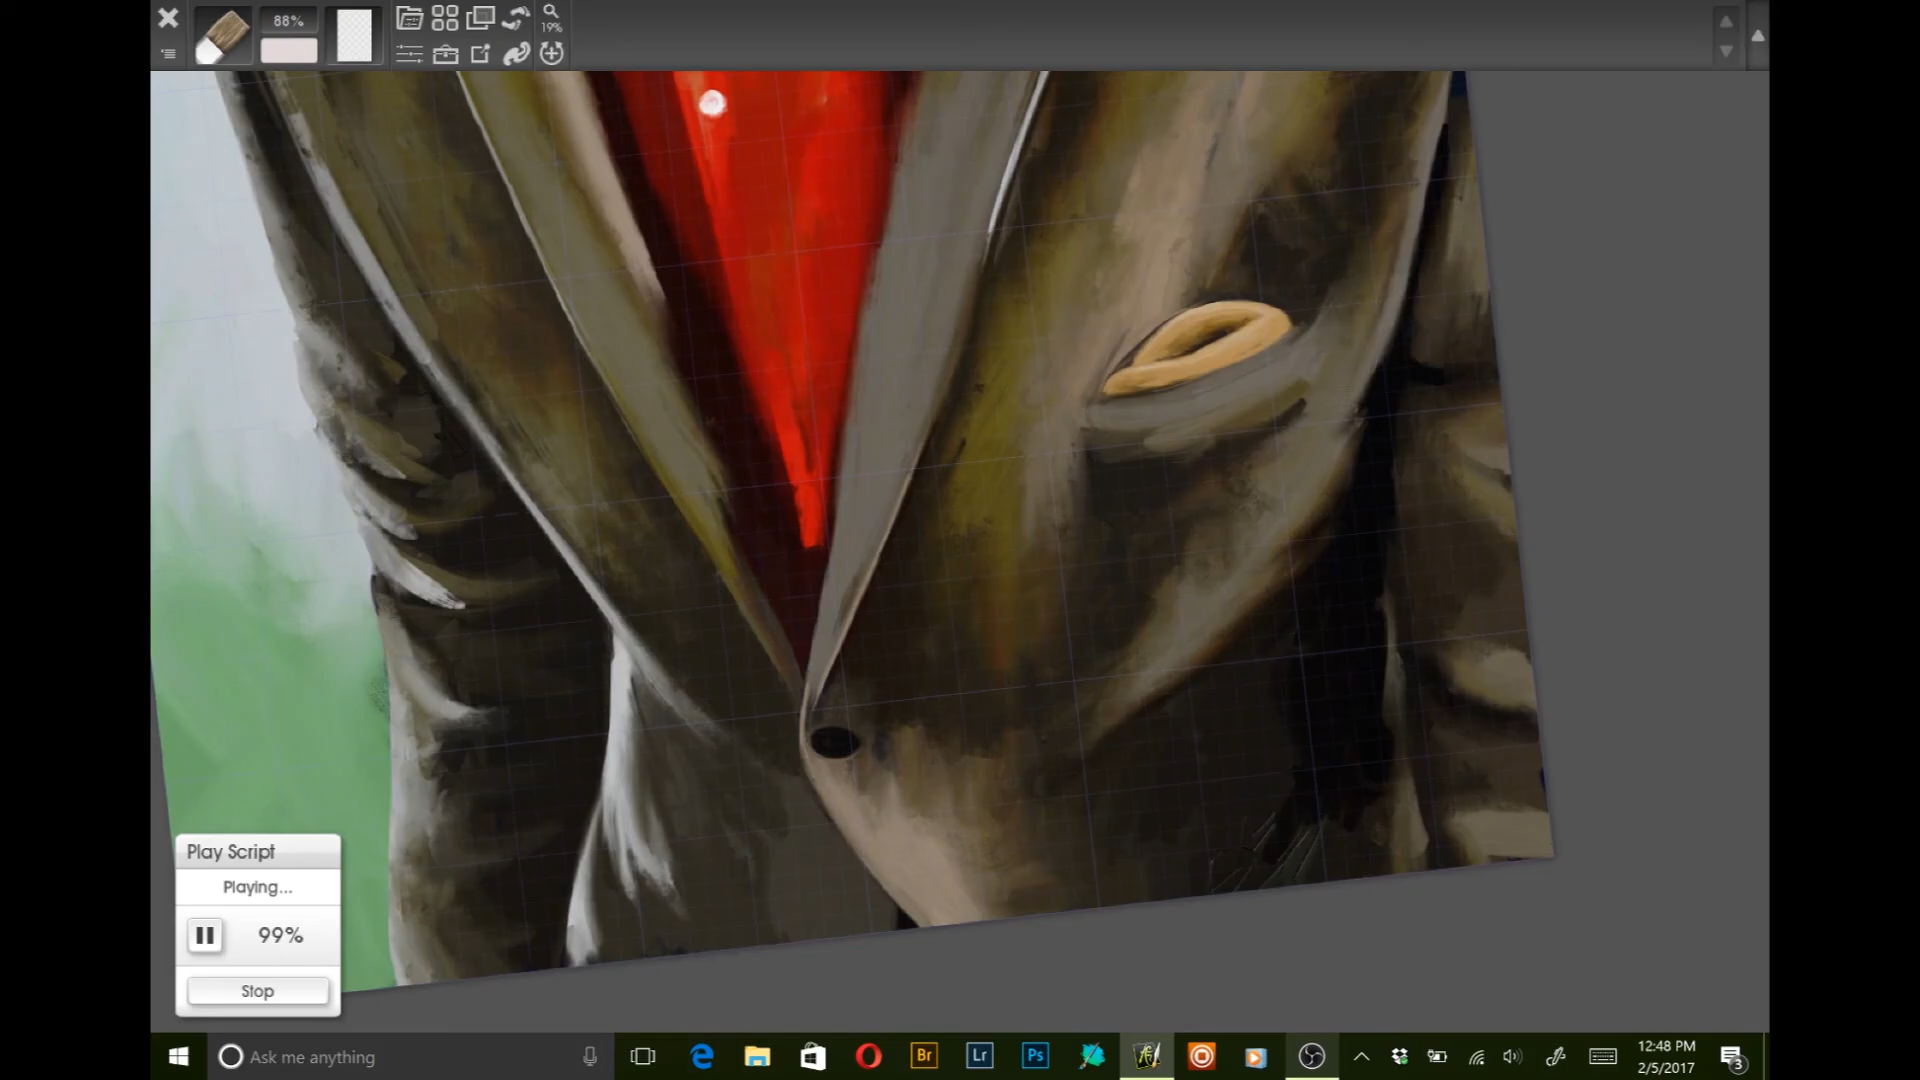 88%
19%
Play Script
Playing...
99%
Stop
Ask me anything
Br
Lr
Ps
12:48 PM
2/5/2017
3